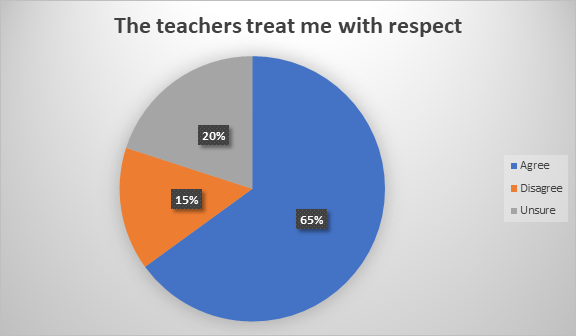 The teachers treat me with respect
20%
15%
65%
Agree
Disagree
Unsure